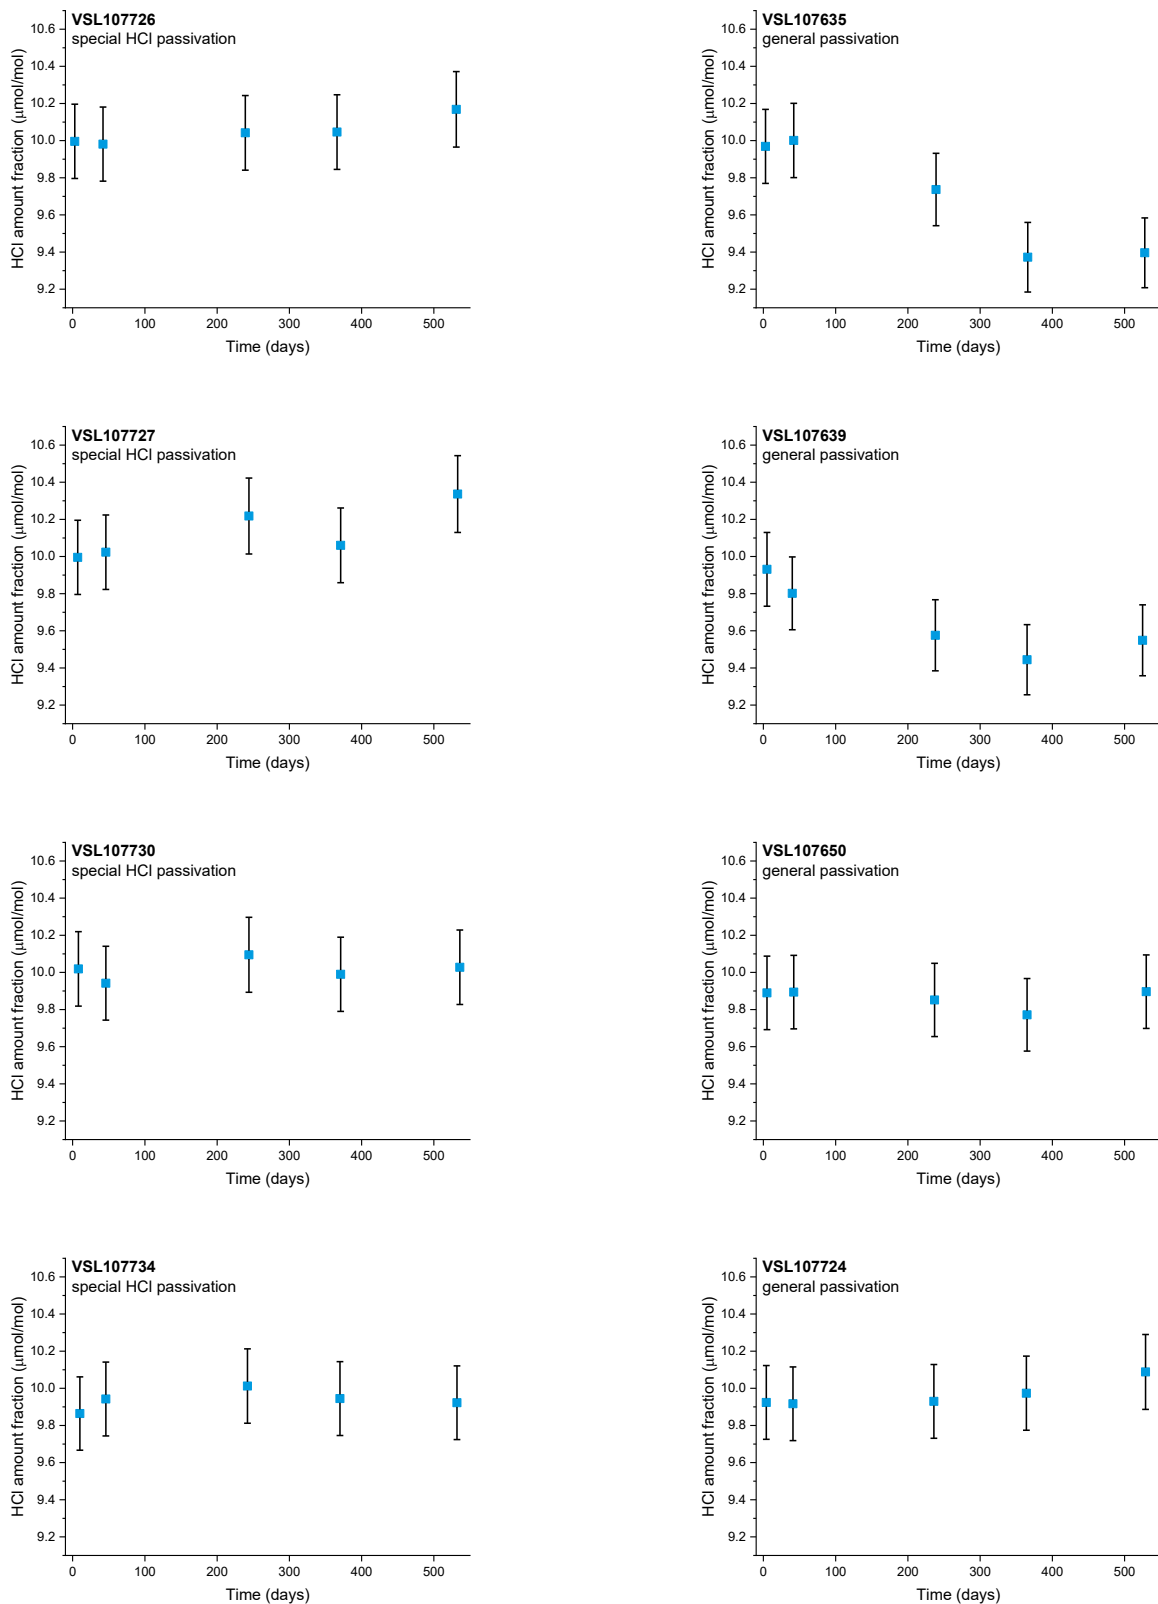 VSL107726
special HCl passivation
10.6
10.4
10.2
10.0
9.8
9.6
9.4
9.2
HCl amount fraction (μmol/mol)
0 100 200 300 400 500
Time (days)
VSL107635
general passivation
10.6
10.4
10.2
10.0
9.8
9.6
9.4
9.2
HCl amount fraction (μmol/mol)
0 100 200 300 400 500
Time (days)
VSL107727
special HCl passivation
10.6
10.4
10.2
10.0
9.8
9.6
9.4
9.2
HCl amount fraction (μmol/mol)
0 100 200 300 400 500
Time (days)
VSL107639
general passivation
10.6
10.4
10.2
10.0
9.8
9.6
9.4
9.2
HCl amount fraction (μmol/mol)
0 100 200 300 400 500
Time (days)
VSL107730
special HCl passivation
10.6
10.4
10.2
10.0
9.8
9.6
9.4
9.2
HCl amount fraction (μmol/mol)
0 100 200 300 400 500
Time (days)
VSL107650
general passivation
10.6
10.4
10.2
10.0
9.8
9.6
9.4
9.2
HCl amount fraction (μmol/mol)
0 100 200 300 400 500
Time (days)
VSL107734
special HCl passivation
10.6
10.4
10.2
10.0
9.8
9.6
9.4
9.2
HCl amount fraction (μmol/mol)
0 100 200 300 400 500
Time (days)
VSL107724
general passivation
10.6
10.4
10.2
10.0
9.8
9.6
9.4
9.2
HCl amount fraction (μmol/mol)
0 100 200 300 400 500
Time (days)